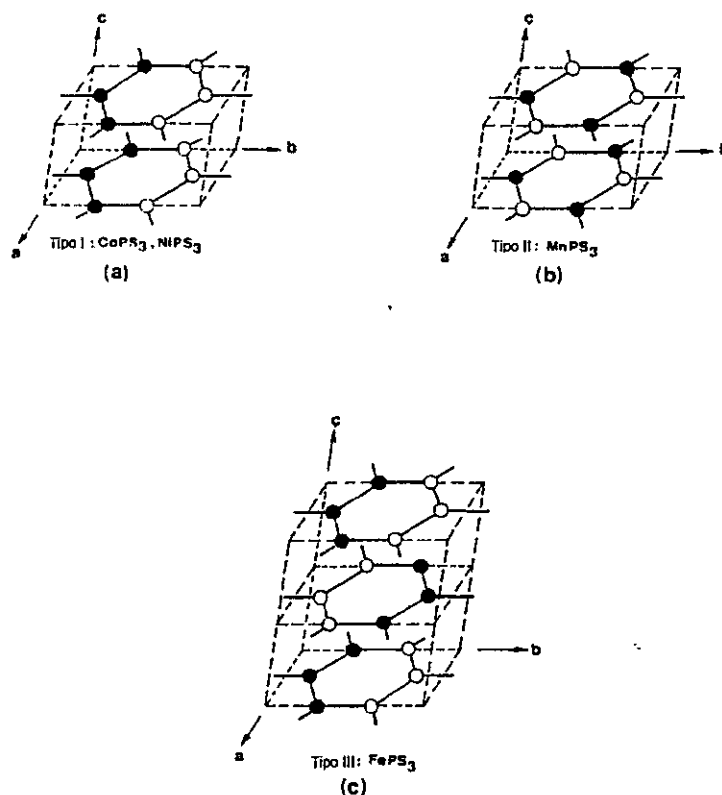 c
b
a
Tipo I : CoPS3, NiPS3
(a)
c
a
Tipo II: MnPS3
(b)
c
b
a
Tipo III: FePS3
(c)